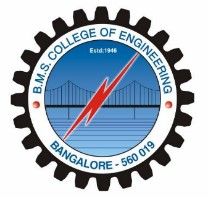 B.M.S. COLLEGE OF ENGINEERING
Estd:1946
BANGALORE - 560 019